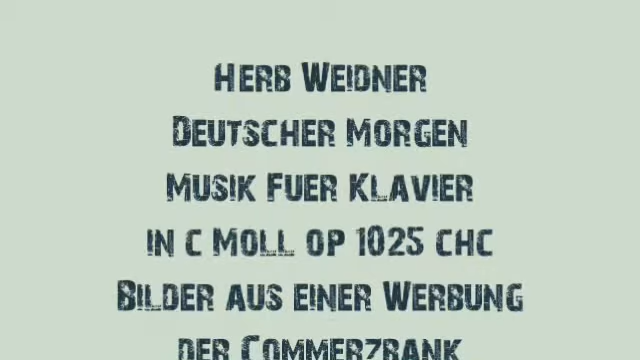 Herb Weidner
Deutscher Morgen
Musik Fuer Klavier
in c Moll op 1025 chc
Bilder aus einer Werbung
der Commerzbank